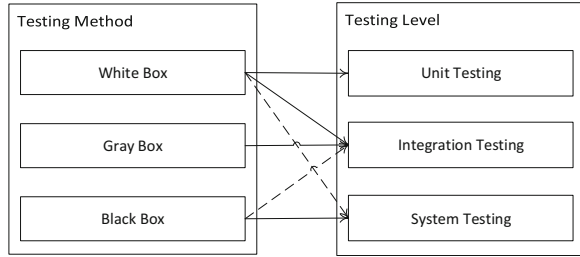 Testing Method
White Box
Gray Box
Black Box
Testing Level
Unit Testing
Integration Testing
System Testing